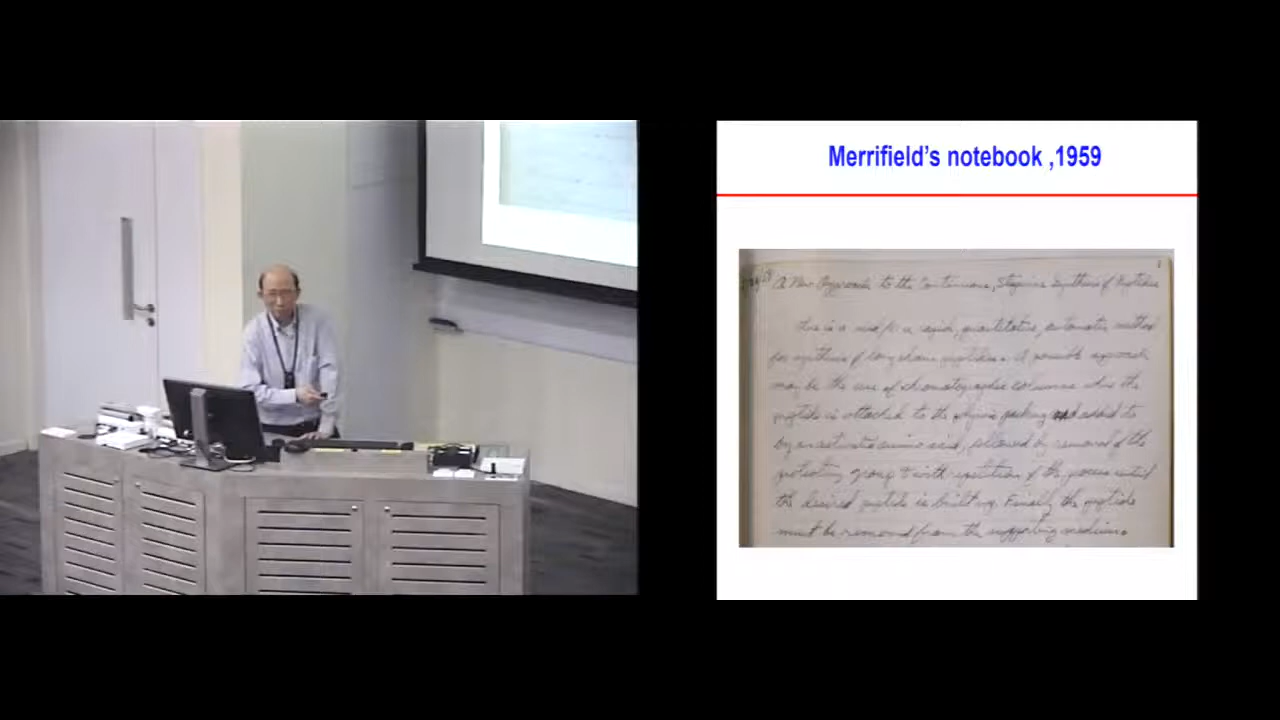 Merrifield's notebook ,1959
A New Approach to the Continuous, Stepwise Synthesis of Peptides
There is a need for a rapid, quantitative, automatic method
for synthesis of long chain peptides. A possible approach
may be the use of chromatographic columns where the
peptide is attached to the polymeric packing and added to
by an activated amino acid, followed by removal of the
protecting group & with repetition of the process until
the desired peptide is built up. Finally the peptide
must be removed from the supporting medium.